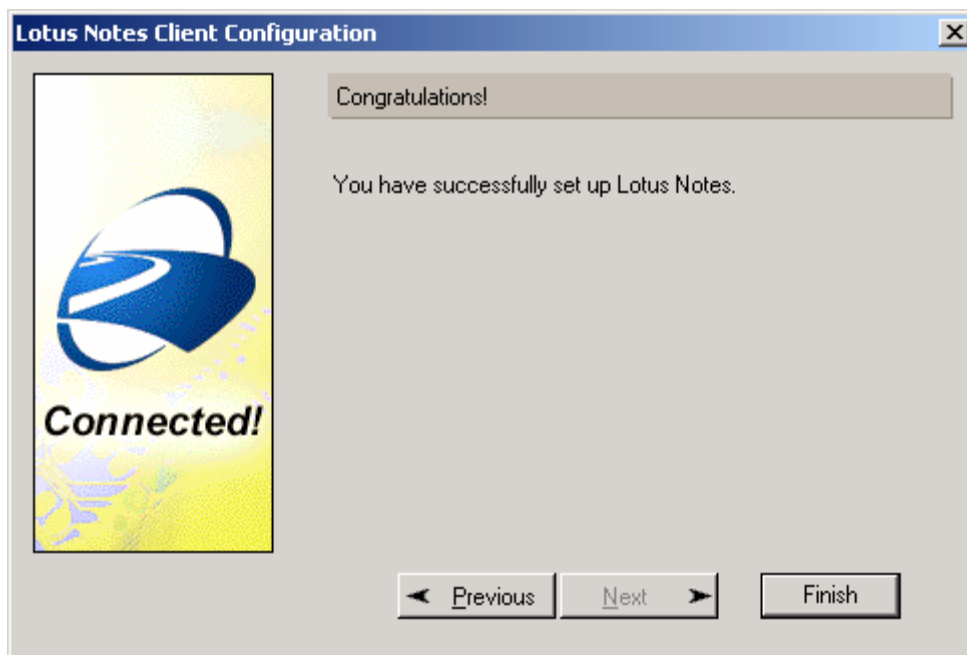 Lotus Notes Client Configuration
Congratulations!
You have successfully set up Lotus Notes.
Connected!
Previous
Next
Finish